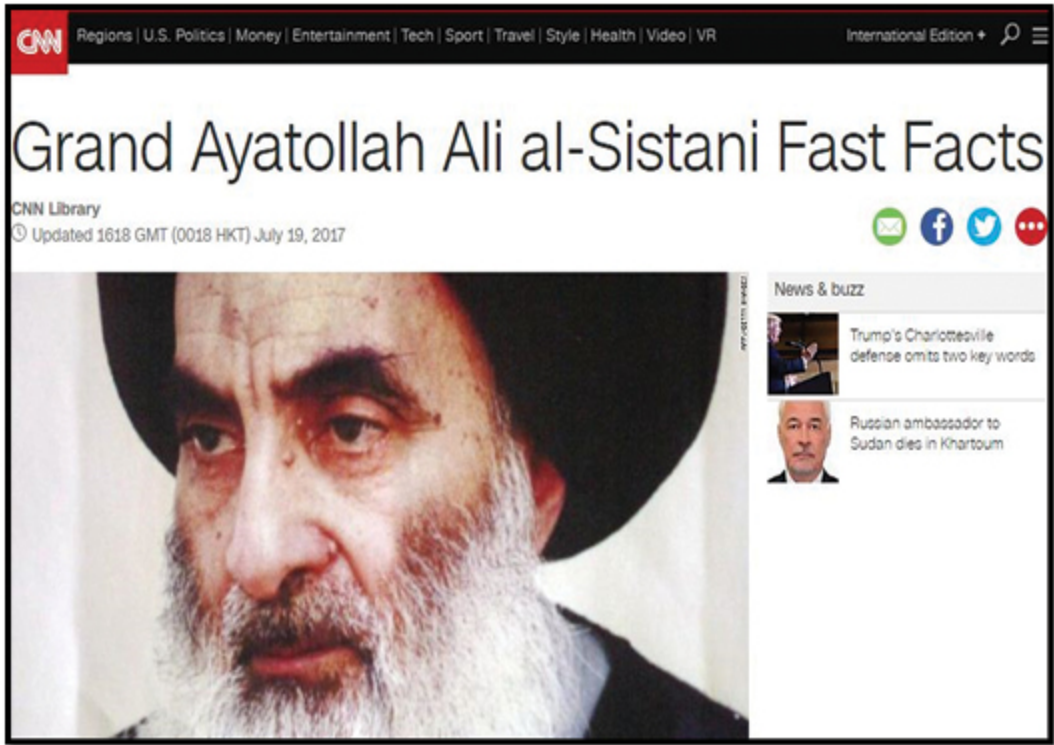 CNN
Regions | U.S. Politics | Money | Entertainment | Tech | Sport | Travel | Style | Health | Video | VR
International Edition +
Grand Ayatollah Ali al-Sistani Fast Facts
CNN Library
Updated 1618 GMT (0018 HKT) July 19, 2017
News & buzz
Trump's Charlottesville
defense omits two key words
Russian ambassador to
Sudan dies in Khartoum